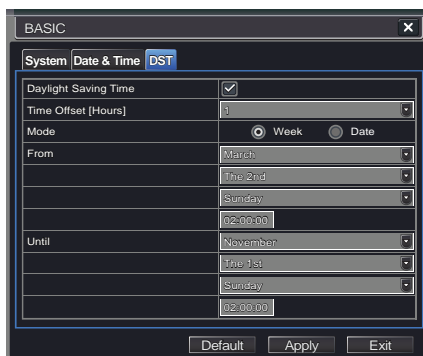 BASIC
System Date & Time DST
Daylight Saving Time
Time Offset [Hours] 1
Mode Week Date
From March
The 2nd
Sunday
02:00:00
Until November
The 1st
Sunday
02:00:00
Default Apply Exit